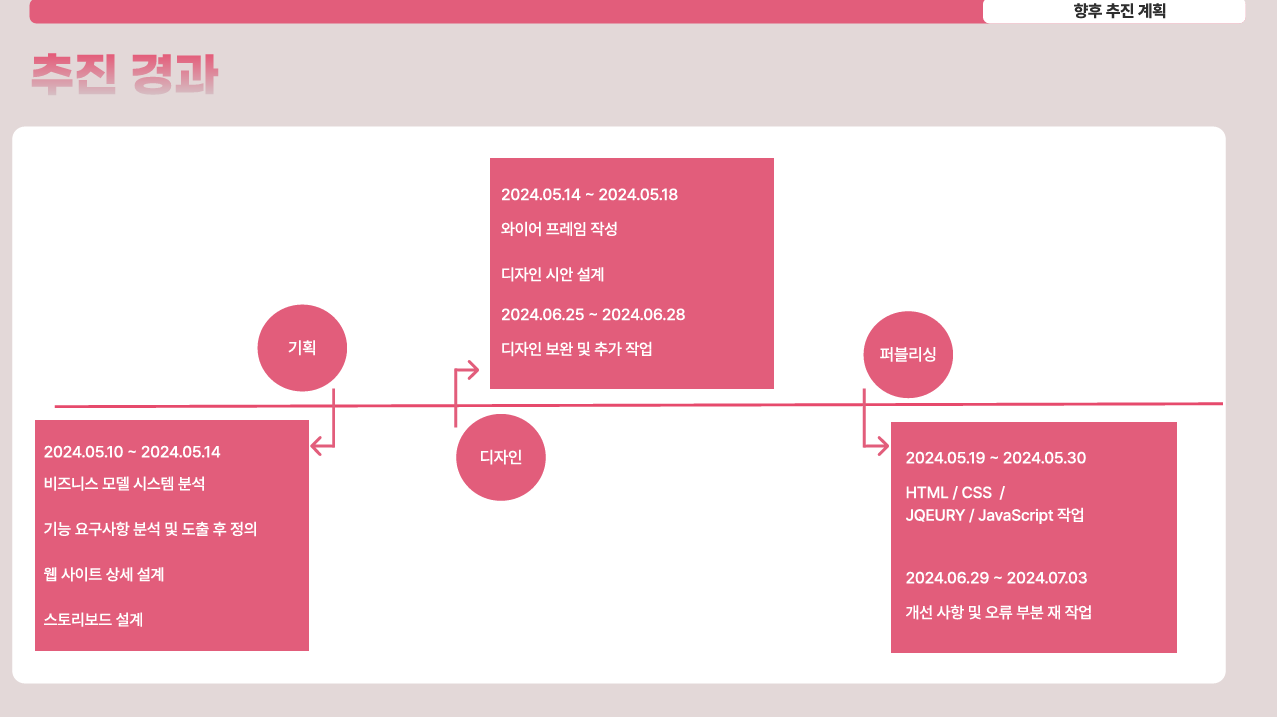 향후 추진 계획
추진 경과
기획
2024.05.10 ~ 2024.05.14
비즈니스 모델 시스템 분석
기능 요구사항 분석 및 도출 후 정의
웹 사이트 상세 설계
스토리보드 설계
2024.05.14 ~ 2024.05.18
와이어 프레임 작성
디자인 시안 설계
2024.06.25 ~ 2024.06.28
디자인 보완 및 추가 작업
디자인
퍼블리싱
2024.05.19 ~ 2024.05.30
HTML / CSS /
JQEURY / JavaScript 작업
2024.06.29 ~ 2024.07.03
개선 사항 및 오류 부분 재 작업